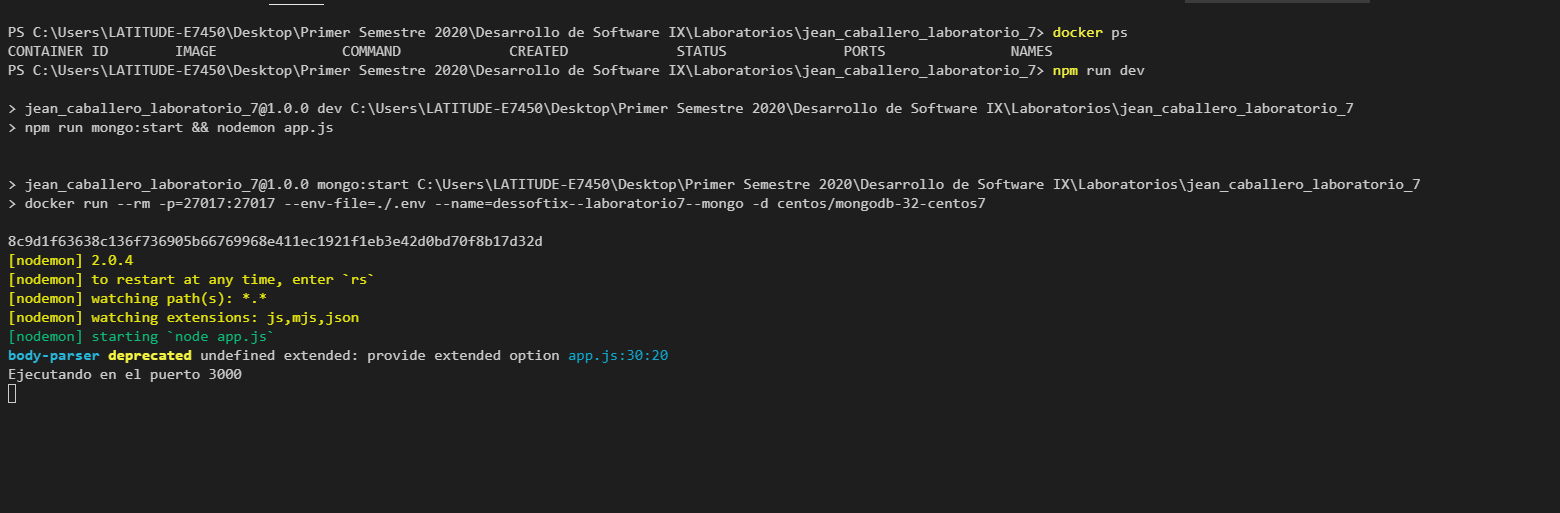 PS C:\Users\LATITUDE-E7450\Desktop\Primer Semestre 2020\Desarrollo de Software IX\Laboratorios\jean_caballero_laboratorio_7> docker ps
CONTAINER ID        IMAGE               COMMAND             CREATED             STATUS              PORTS               NAMES
PS C:\Users\LATITUDE-E7450\Desktop\Primer Semestre 2020\Desarrollo de Software IX\Laboratorios\jean_caballero_laboratorio_7> npm run dev
> jean_caballero_laboratorio_7@1.0.0 dev C:\Users\LATITUDE-E7450\Desktop\Primer Semestre 2020\Desarrollo de Software IX\Laboratorios\jean_caballero_laboratorio_7
> npm run mongo:start && nodemon app.js
> jean_caballero_laboratorio_7@1.0.0 mongo:start C:\Users\LATITUDE-E7450\Desktop\Primer Semestre 2020\Desarrollo de Software IX\Laboratorios\jean_caballero_laboratorio_7
> docker run --rm -p=27017:27017 --env-file=./.env --name=dessoftix--laboratorio7--mongo -d centos/mongodb-32-centos7
8c9d1f63638c136f736905b66769968e411ec1921f1eb3e42d0bd70f8b17d32d
[nodemon] 2.0.4
[nodemon] to restart at any time, enter `rs`
[nodemon] watching path(s): *.*
[nodemon] watching extensions: js,mjs,json
[nodemon] starting `node app.js`
body-parser deprecated undefined extended: provide extended option app.js:30:20
Ejecutando en el puerto 3000